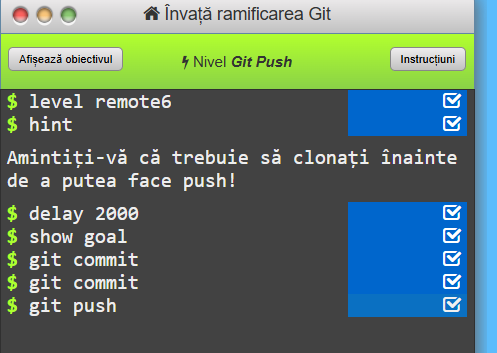 Învață ramificarea Git
Afișează obiectivul
Nivel Git Push
Instrucțiuni
$ level remote6
$ hint
Amintiți-vă că trebuie să clonați înainte
de a putea face push!
$ delay 2000
$ show goal
$ git commit
$ git commit
$ git push